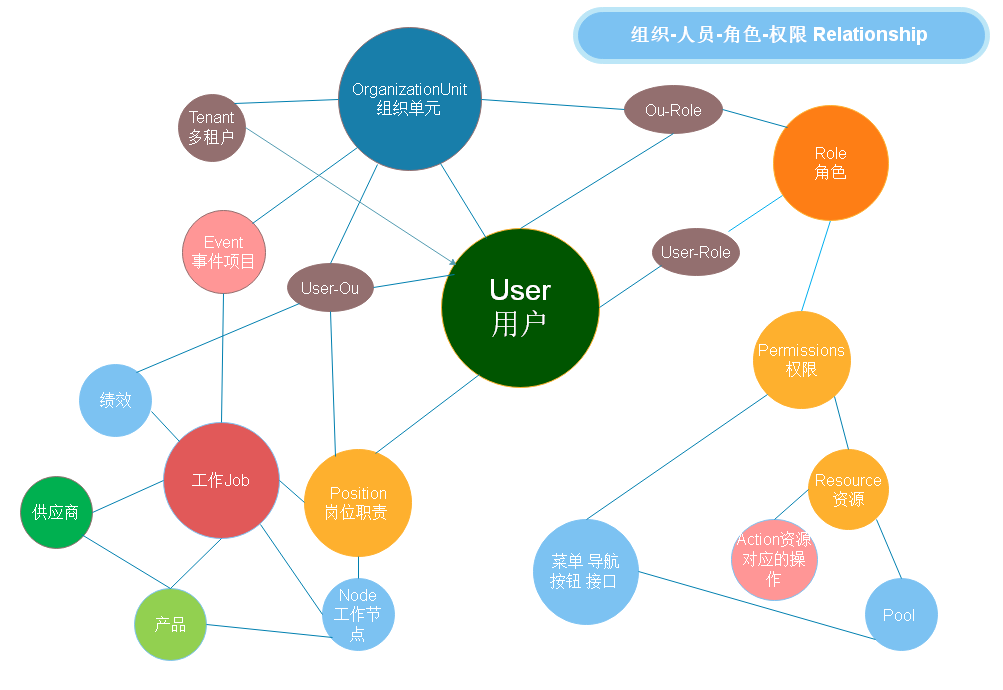 组织-人员-角色-权限 Relationship
OrganizationUnit
组织单元
Tenant
多租户
Ou-Role
Role
角色
Event
事件项目
User-Role
User-Ou
User
用户
Permissions
权限
绩效
工作Job
Position
岗位职责
Resource
资源
供应商
Action资源
对应的操
作
菜单 导航
按钮 接口
Node
工作节
点
产品
Pool